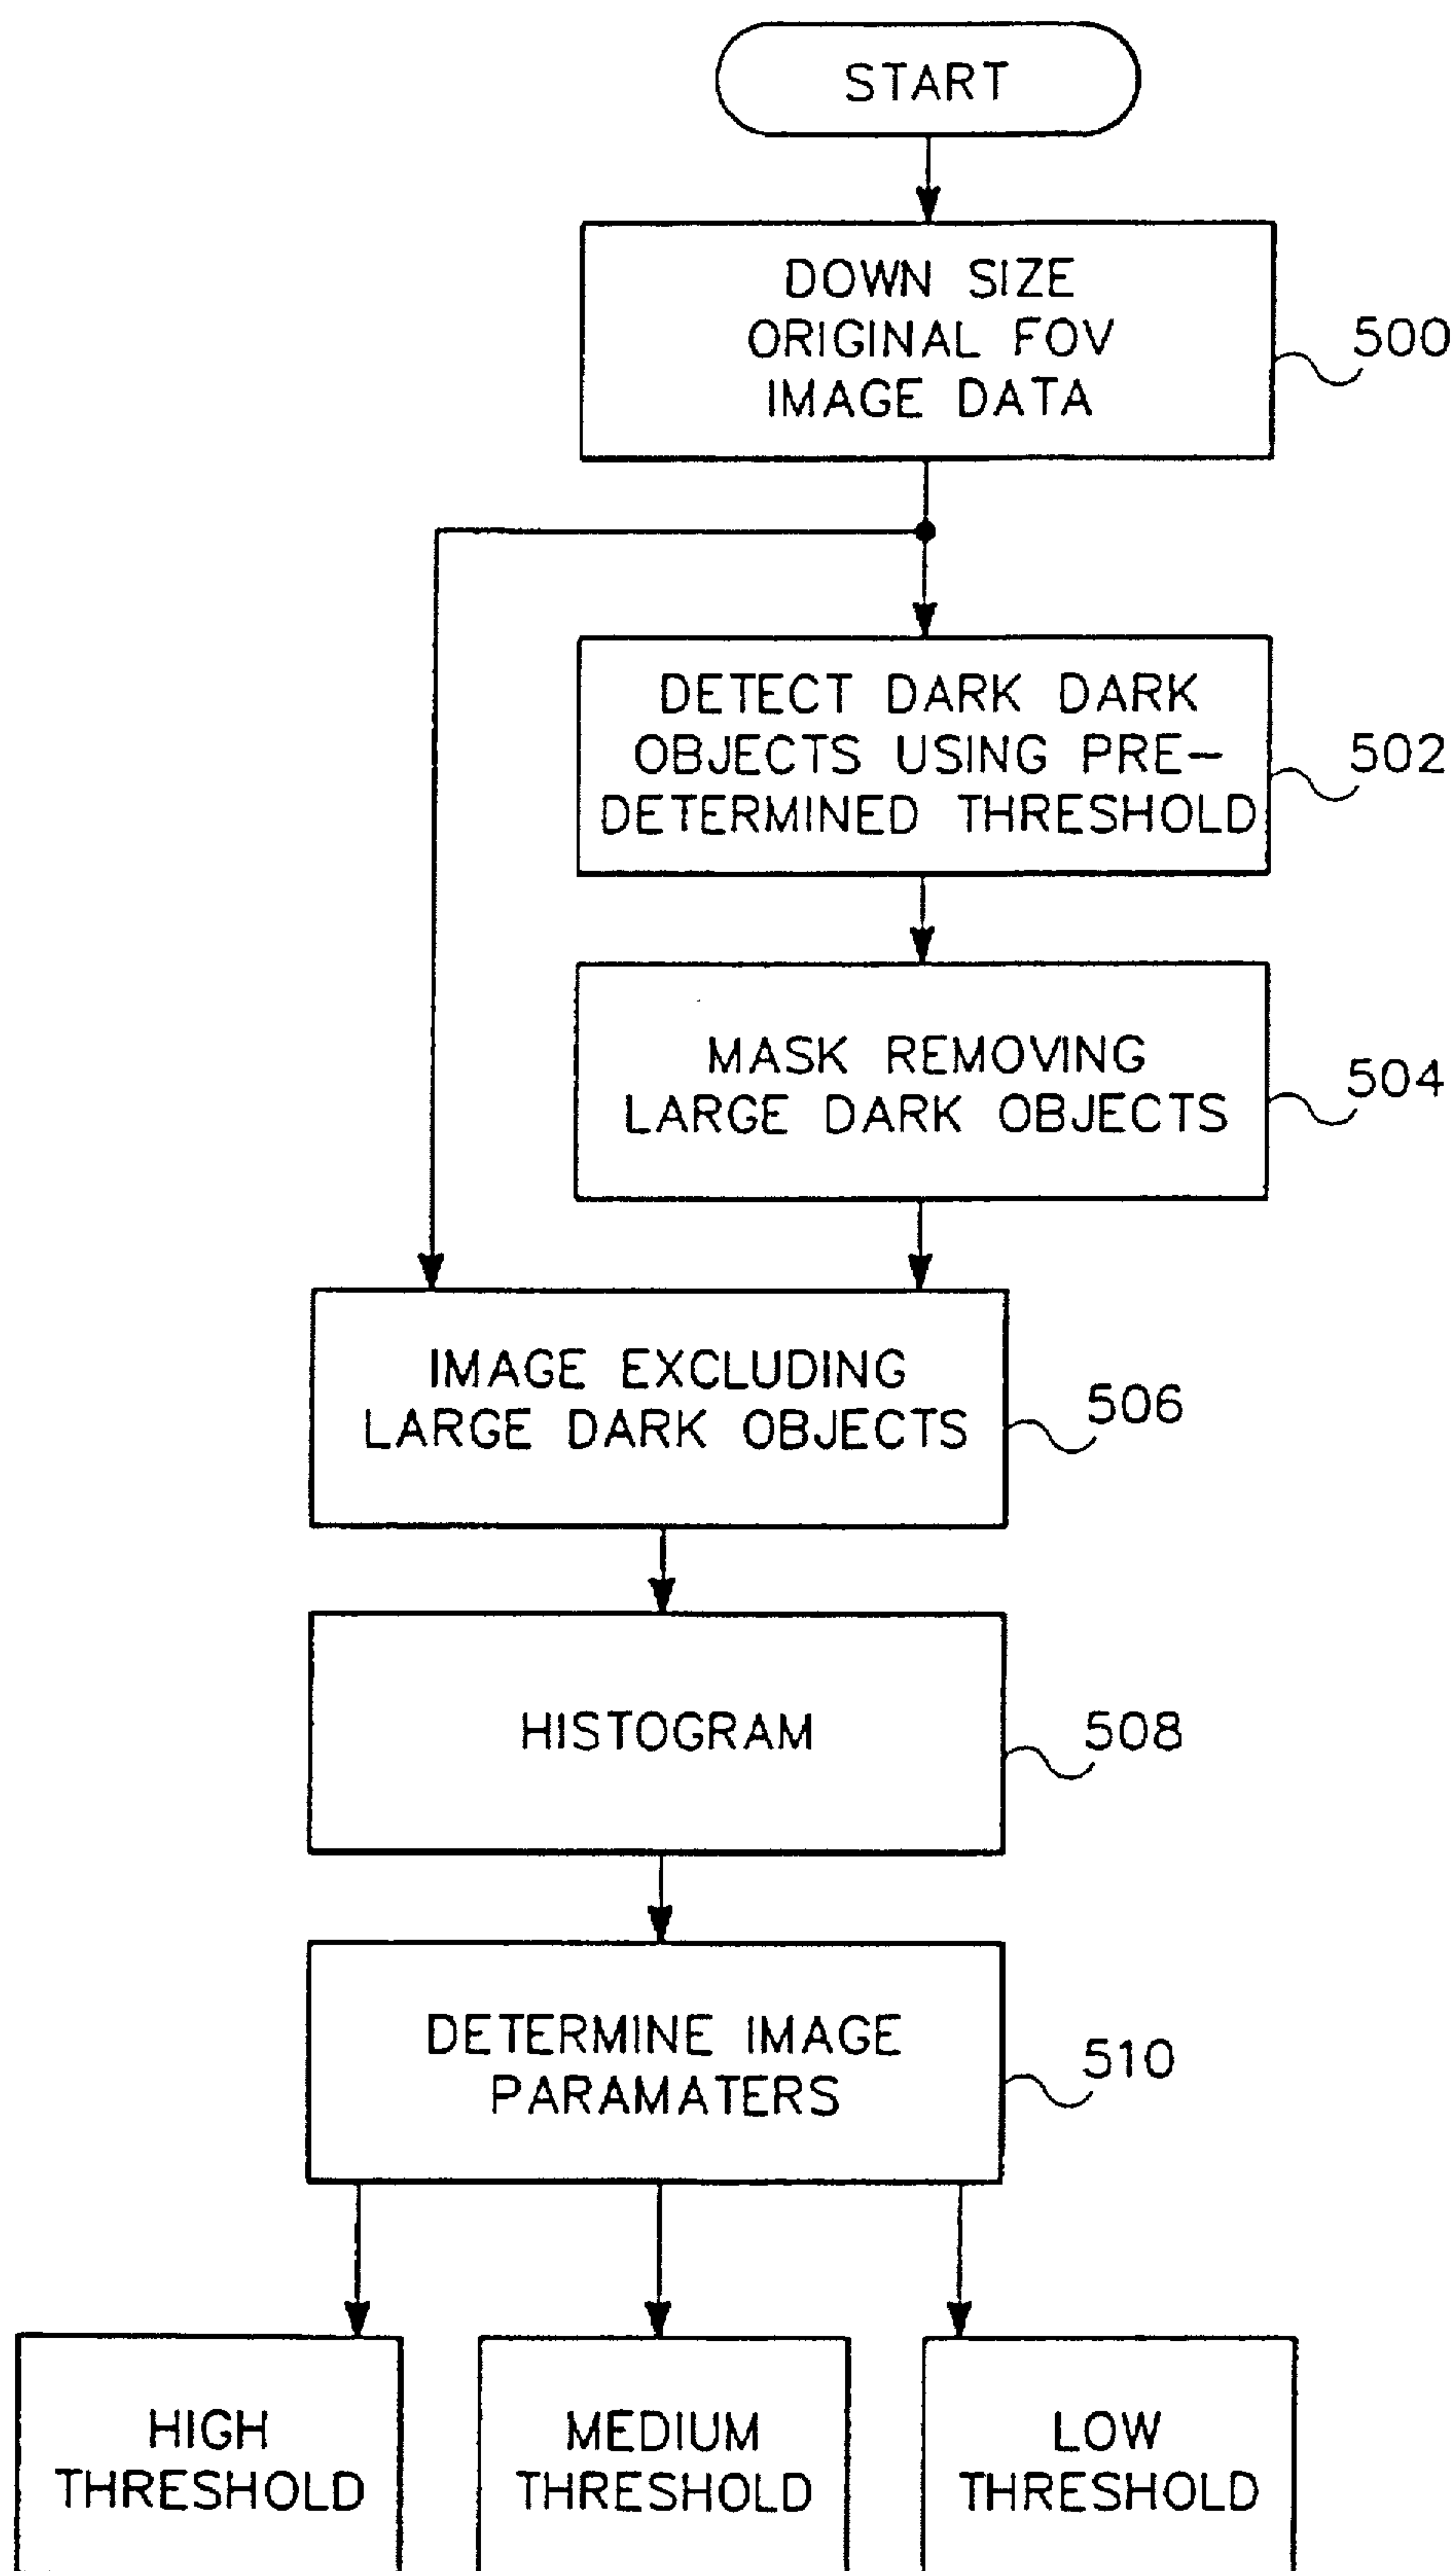 START
DOWN SIZE
ORIGINAL FOV
IMAGE DATA
500
DETECT DARK DARK
OBJECTS USING PRE-
DETERMINED THRESHOLD
502
MASK REMOVING
LARGE DARK OBJECTS
504
IMAGE EXCLUDING
LARGE DARK OBJECTS
506
HISTOGRAM
508
DETERMINE IMAGE
PARAMATERS
510
HIGH
THRESHOLD
MEDIUM
THRESHOLD
LOW
THRESHOLD